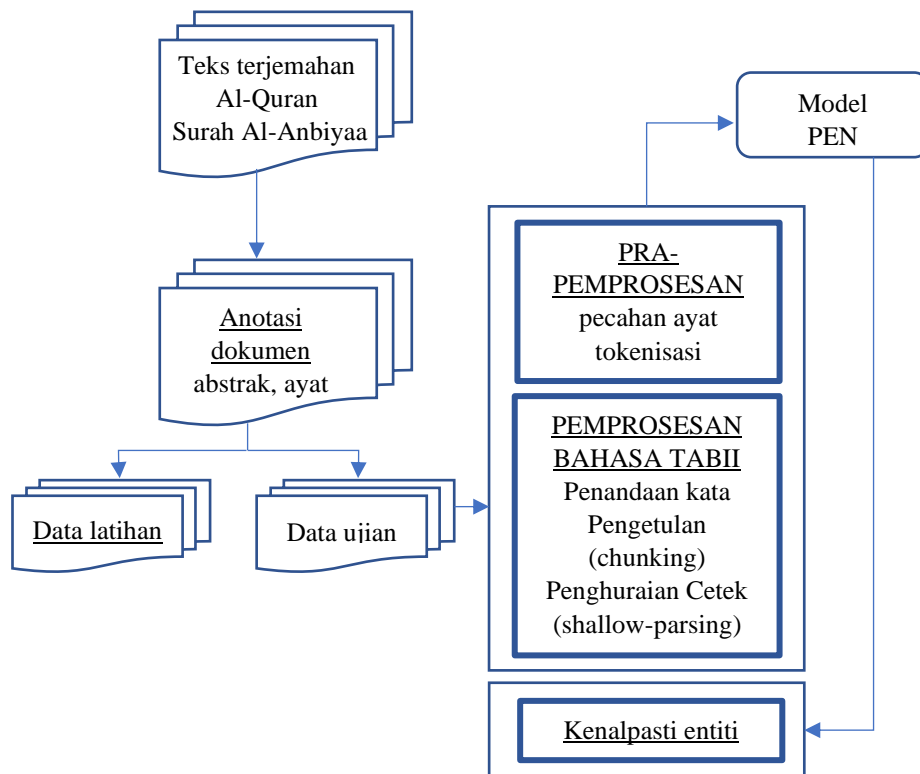 Teks terjemahan
Al-Quran
Surah Al-Anbiyaa
Model
PEN
PRA-
PEMPROSESAN
pecahan ayat
tokenisasi
Anotasi
dokumen
abstrak, ayat
PEMPROSESAN
BAHASA TABII
Penandaan kata
Pengetulan
(chunking)
Penghuraian Cetek
(shallow-parsing)
Data latihan
Data ujian
Kenalpasti entiti